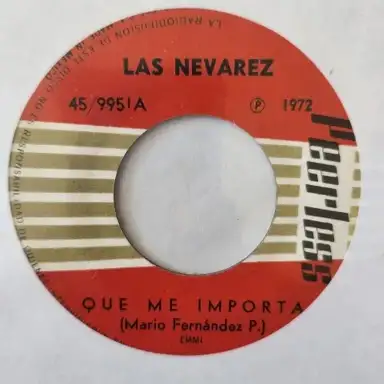 LAS NEVAREZ
45/9951A
Ⓟ 1972
Peerless
QUE ME IMPORTA
(Mario Fernández P.)
EMMI